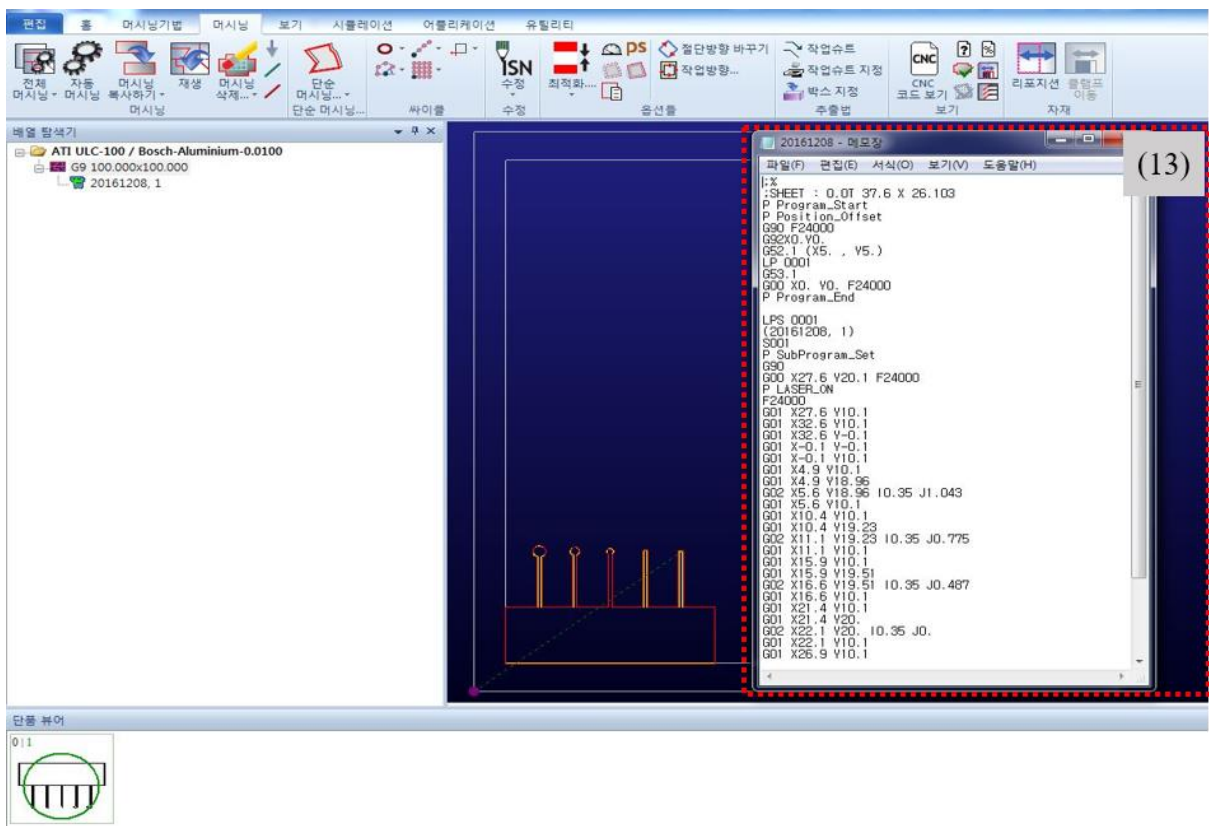 편집 홈 머시닝기법 머시닝 보기 시뮬레이션 어플리케이션 유틸리티
전체 머시닝 자동 머시닝 머시닝 복사하기 재생 머시닝 삭제...
머시닝
단순 머시닝...
단순 머시닝...
싸이클
ISN
수정
수정
최적화...
PS 절단방향 바꾸기
작업방향...
옵션들
작업슈트
작업슈트 지정
박스 지정
추출법
CNC
CNC 코드 보기
보기
리포지션 클램프 이동
자재
배열 탐색기
ATI ULC-100 / Bosch-Aluminium-0.0100
G9 100.000x100.000
20161208, 1
20161208 - 메모장
(13)
파일(F) 편집(E) 서식(O) 보기(V) 도움말(H)
;%
;SHEET : 0.0T 37.6 X 26.103
P Program_Start
P Position_Offset
G90 F24000
G92X0.Y0.
G52.1 (X5. , Y5.)
LP 0001
G53.1
G00 X0. Y0. F24000
P Program_End
LPS 0001
(20161208, 1)
S001
P SubProgram_Set
G90
G00 X27.6 Y20.1 F24000
P LASER_ON
F24000
G01 X27.6 Y10.1
G01 X32.6 Y10.1
G01 X32.6 Y-0.1
G01 X-0.1 Y-0.1
G01 X-0.1 Y10.1
G01 X4.9 Y10.1
G01 X4.9 Y18.96
G02 X5.6 Y18.96 I0.35 J1.043
G01 X5.6 Y10.1
G01 X10.4 Y10.1
G01 X10.4 Y19.23
G02 X11.1 Y19.23 I0.35 J0.775
G01 X11.1 Y10.1
G01 X15.9 Y10.1
G01 X15.9 Y19.51
G02 X16.6 Y19.51 I0.35 J0.487
G01 X16.6 Y10.1
G01 X21.4 Y10.1
G01 X21.4 Y20.
G02 X22.1 Y20. I0.35 J0.
G01 X22.1 Y10.1
G01 X26.9 Y10.1
단품 뷰어
0|1